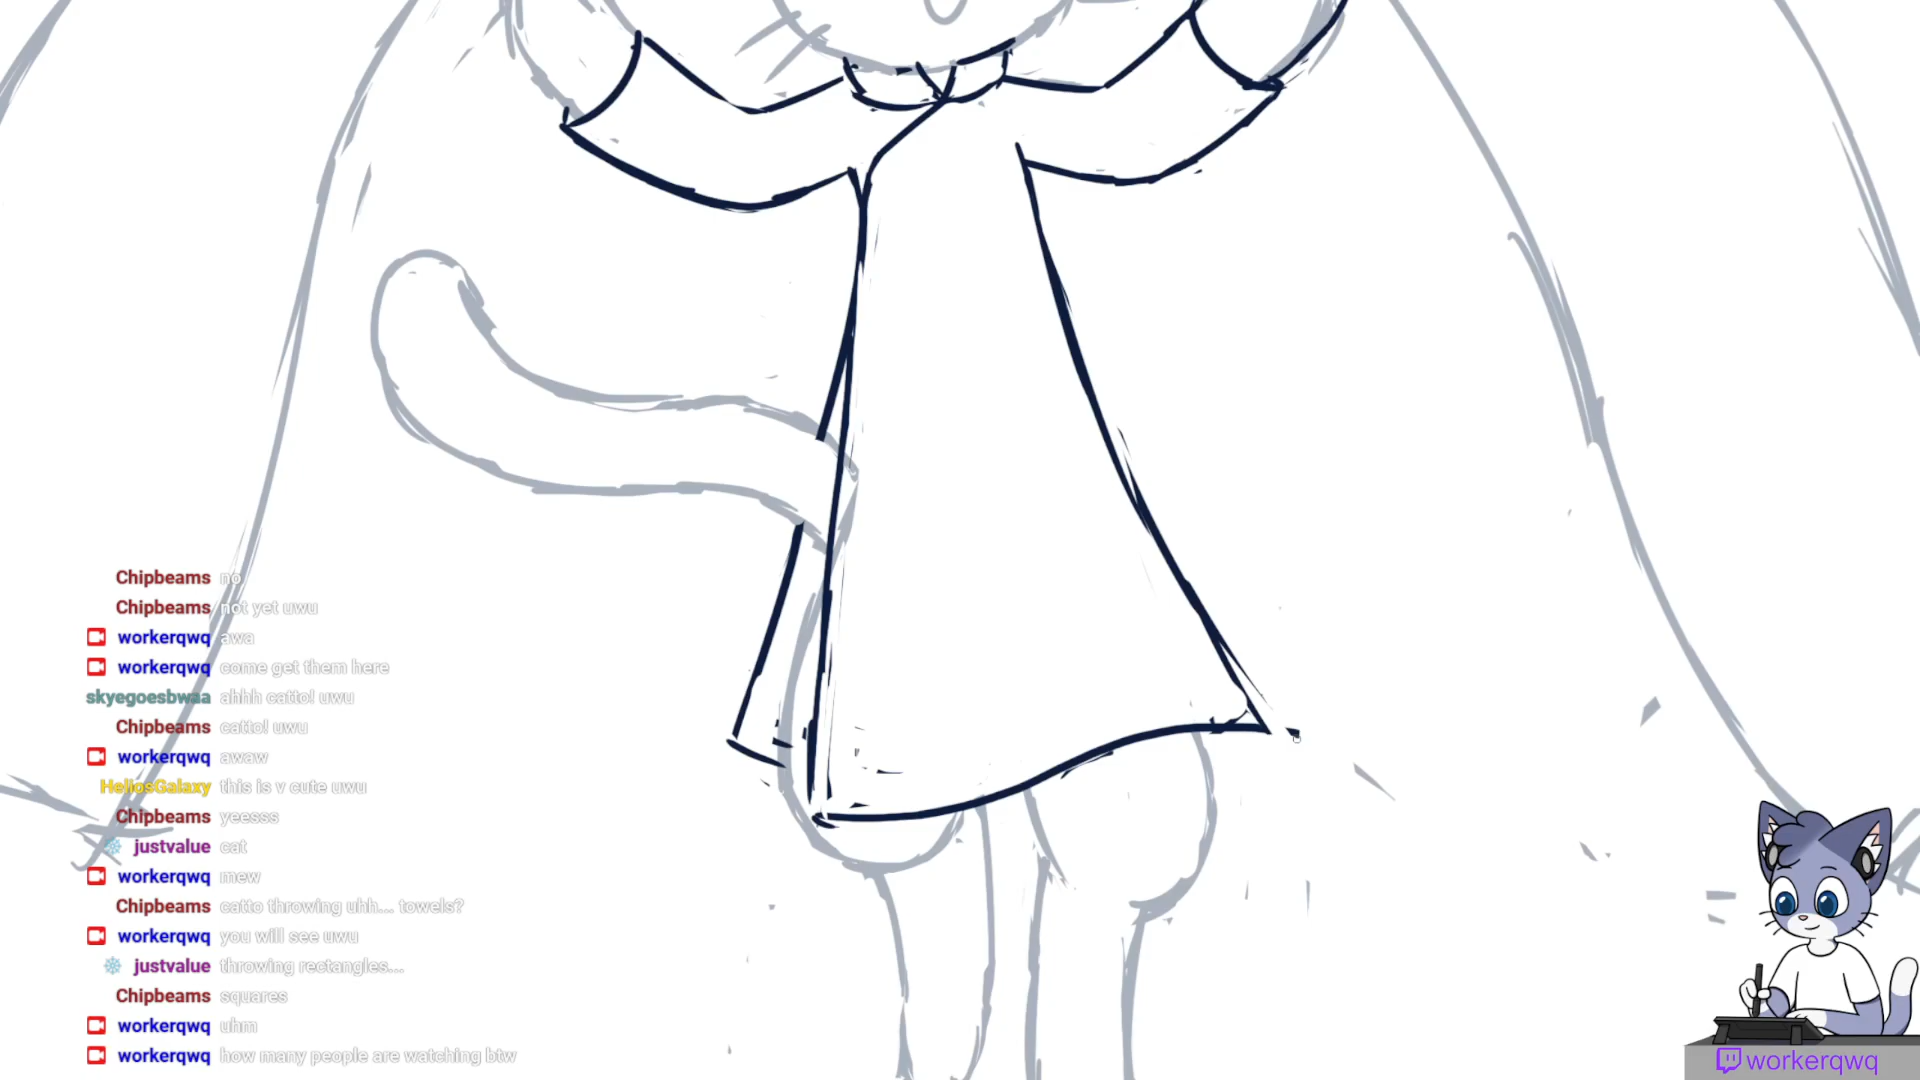 Chipbeams no
Chipbeams not yet uwu
workerqwq awa
workerqwq come get them here
skyegoesbwaa ahhh catto! uwu
Chipbeams catto! uwu
workerqwq awaw
HeliosGalaxy this is v cute uwu
Chipbeams yeesss
justvalue cat
workerqwq mew
Chipbeams catto throwing uhh... towels?
workerqwq you will see uwu
justvalue throwing rectangles...
Chipbeams squares
workerqwq uhm
workerqwq how many people are watching btw
workerqwq